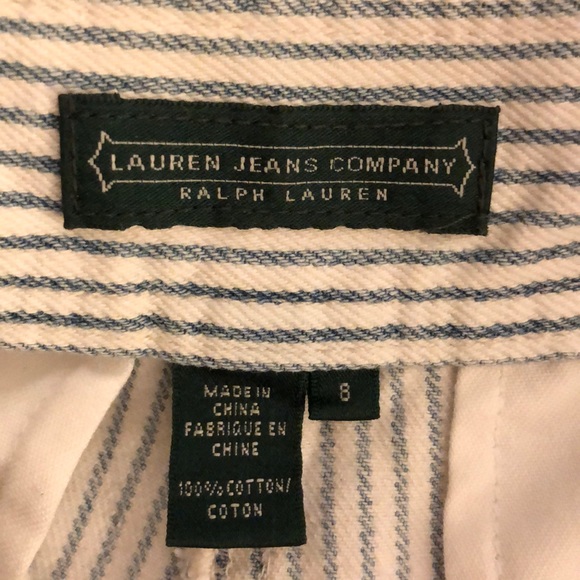 LAUREN JEANS COMPANY
RALPH LAUREN
MADE IN
CHINA
FABRIQUE EN
CHINE
100% COTTON/
COTON
8